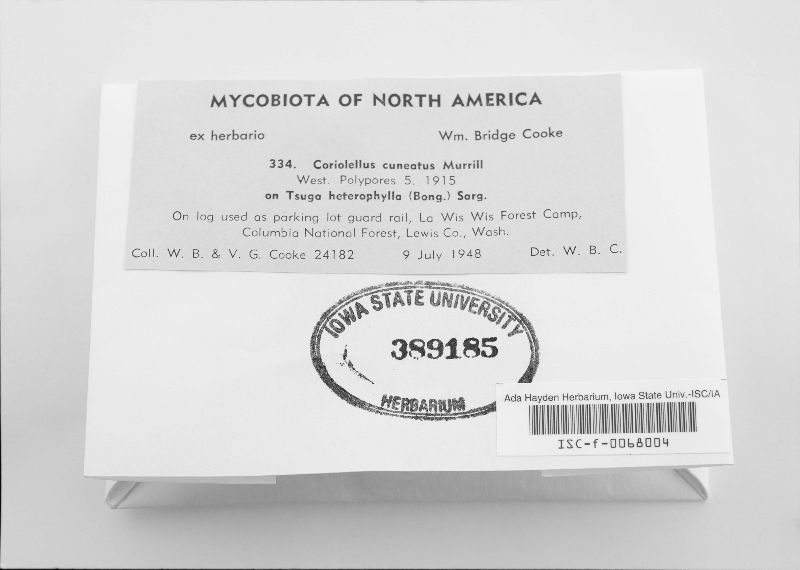 MYCOBIOTA OF NORTH AMERICA
ex herbario Wm. Bridge Cooke
334. Coriolellus cuneatus Murrill
West. Polypores 5. 1915
on Tsuga heterophylla (Bong.) Sarg.
On log used as parking lot guard rail, La Wis Wis Forest Camp,
Columbia National Forest, Lewis Co., Wash.
Coll. W. B. & V. G. Cooke 24182 9 July 1948 Det. W. B. C.
IOWA STATE UNIVERSITY
389185
HERBARIUM
Ada Hayden Herbarium, Iowa State Univ.-ISC/IA
ISC-f-0068004